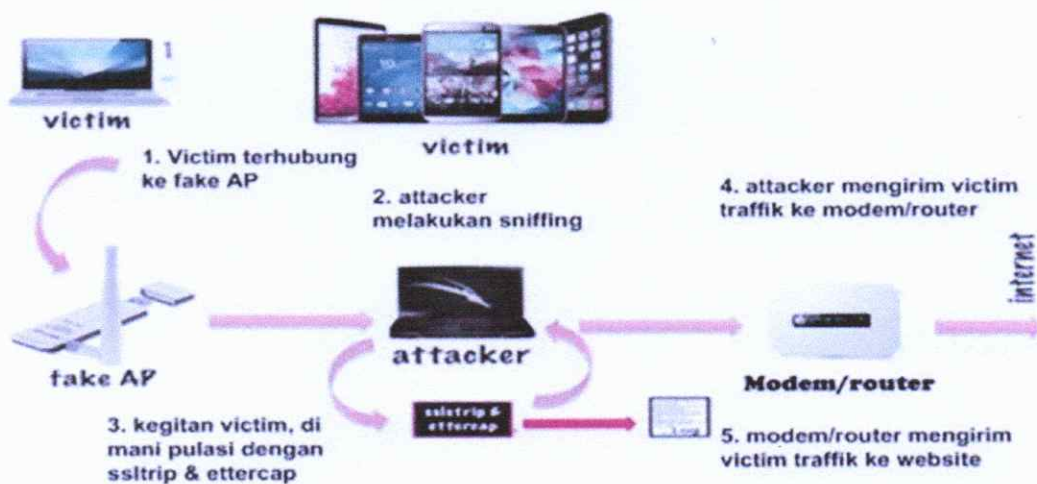 victim
victim
1. Victim terhubung
ke fake AP
2. attacker
melakukan sniffing
4. attacker mengirim victim
traffik ke modem/router
internet
fake AP
attacker
Modem/router
3. kegitan victim, di
mani pulasi dengan
ssltrip & ettercap
sslstrip &
ettercap
5. modem/router mengirim
victim traffik ke website